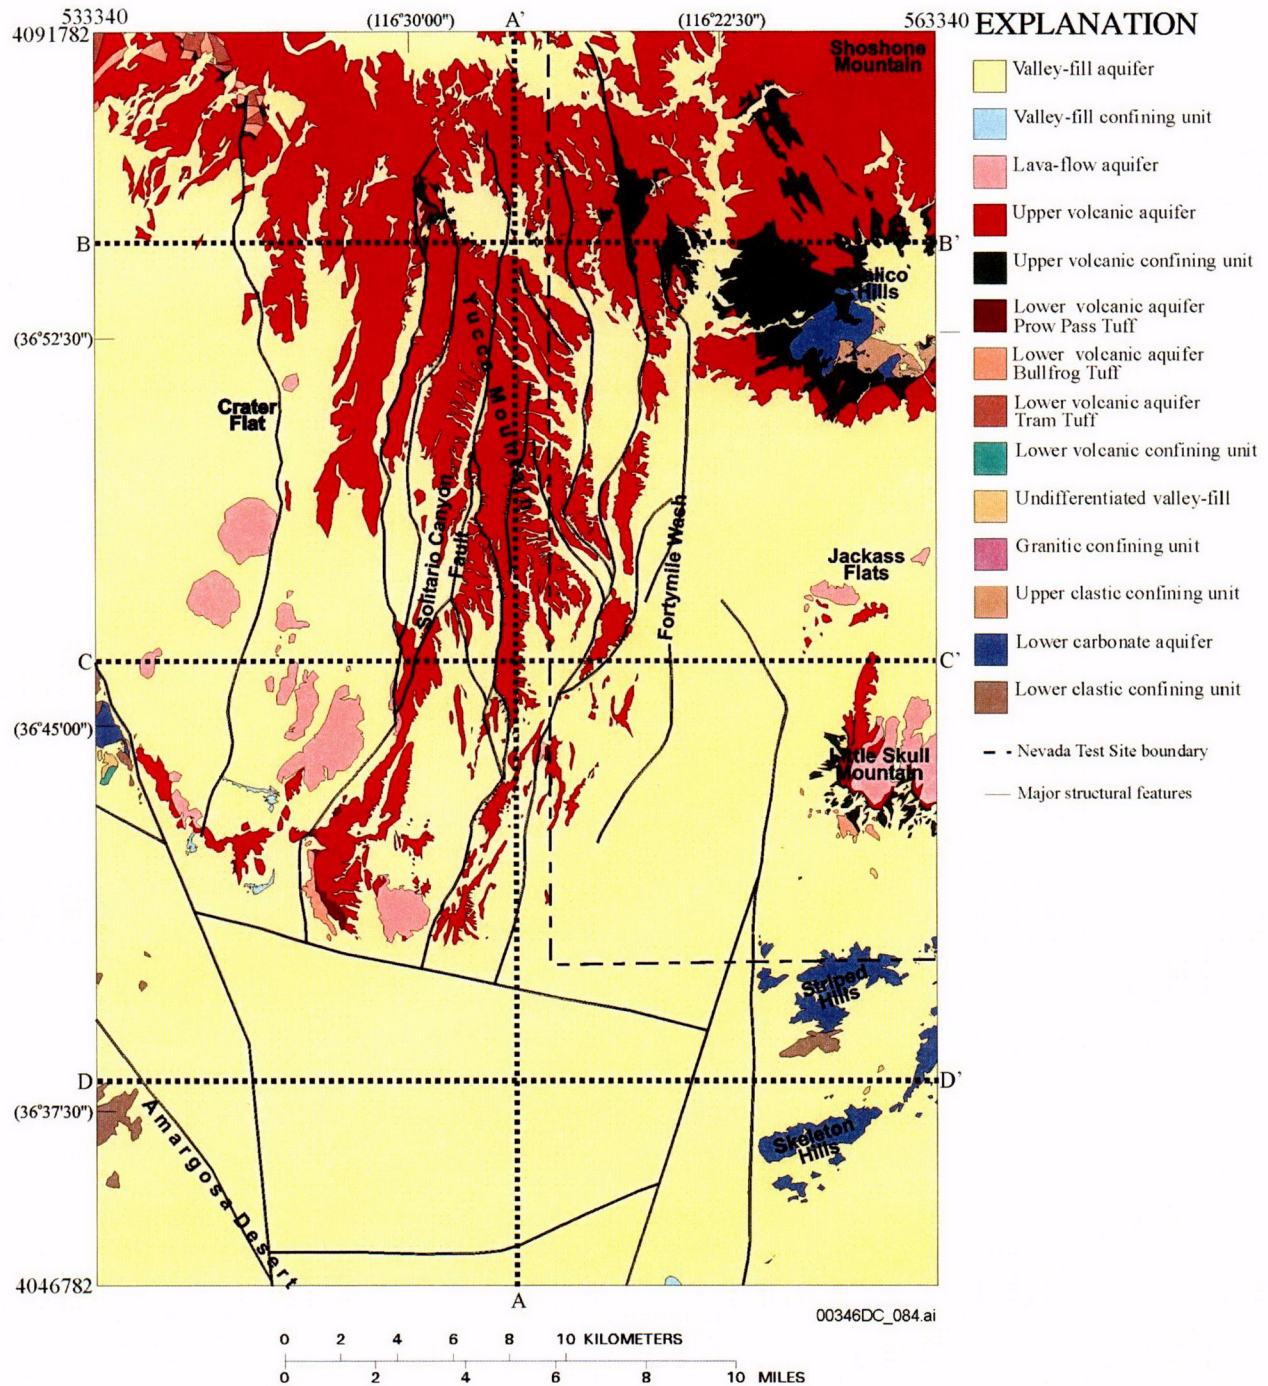 533340
(116°30'00")
A'
(116°22'30")
563340
EXPLANATION
4091782
Shoshone
Mountain
Valley-fill aquifer
Valley-fill confining unit
Lava-flow aquifer
Upper volcanic aquifer
B
B'
Upper volcanic confining unit
Calico
Hills
Lower volcanic aquifer
Prow Pass Tuff
(36°52'30")
Lower volcanic aquifer
Bullfrog Tuff
Yucca Mountain
Crater
Flat
Lower volcanic aquifer
Tram Tuff
Lower volcanic confining unit
Undifferentiated valley-fill
Solitario Canyon
Fault
Fortymile Wash
Jackass
Flats
Granitic confining unit
Upper clastic confining unit
Lower carbonate aquifer
C
C'
Lower clastic confining unit
(36°45'00")
Little Skull
Mountain
Nevada Test Site boundary
Major structural features
Striped
Hills
D
D'
(36°37'30")
Amargosa Desert
Skeleton
Hills
4046782
A
00346DC_084.ai
0 2 4 6 8 10 KILOMETERS
0 2 4 6 8 10 MILES